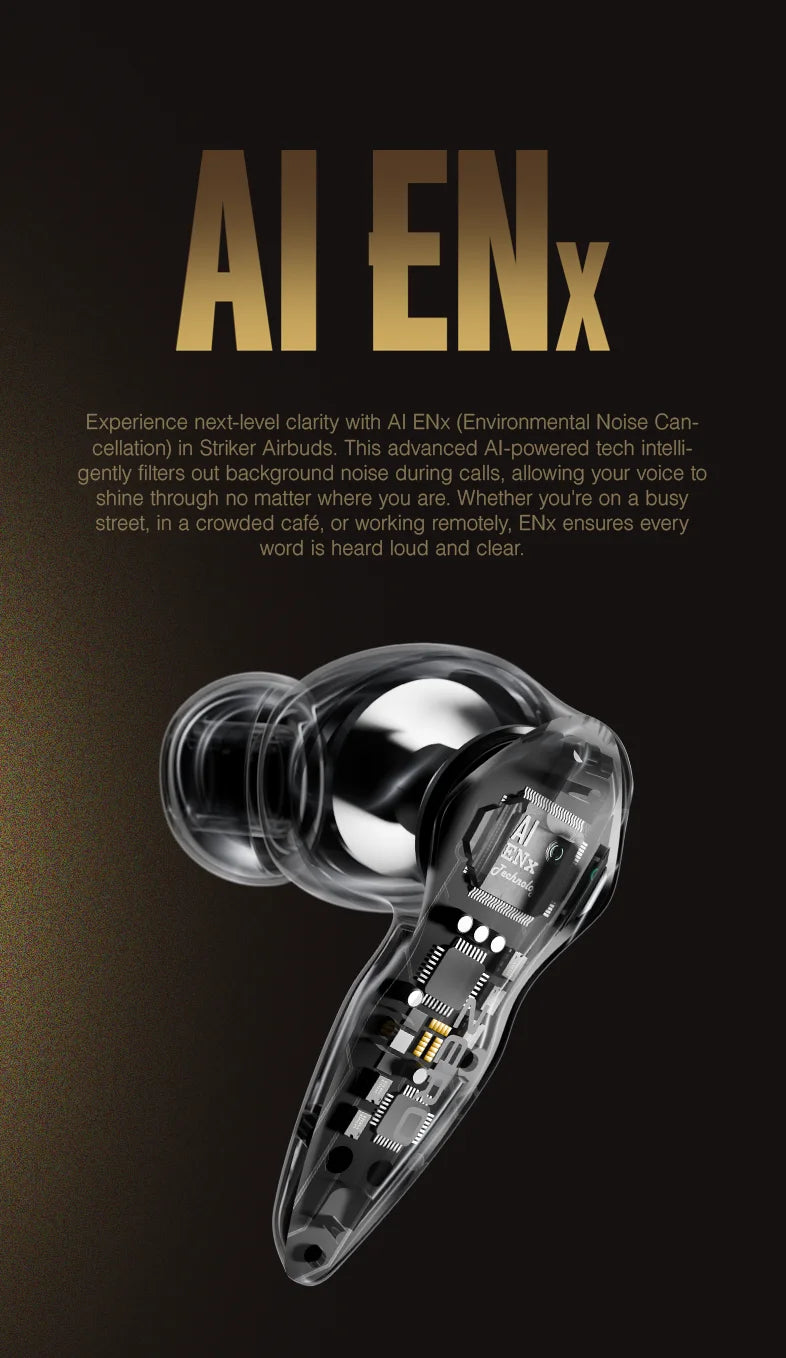 AI ENx
Experience next-level clarity with AI ENx (Environmental Noise Can-
cellation) in Striker Airbuds. This advanced AI-powered tech intelli-
gently filters out background noise during calls, allowing your voice to
shine through no matter where you are. Whether you're on a busy
street, in a crowded café, or working remotely, ENx ensures every
word is heard loud and clear.
AI
ENx
ZERO